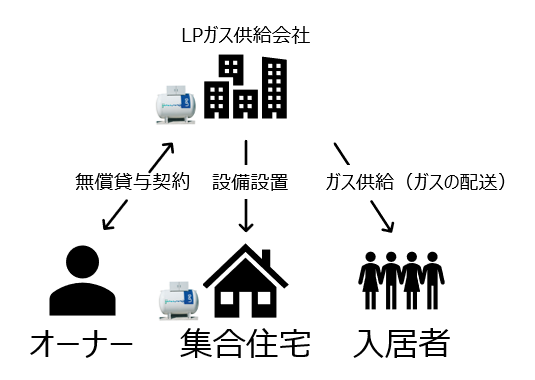 LPガス供給会社
無償貸与契約
設備設置
ガス供給（ガスの配送）
オーナー
集合住宅
入居者